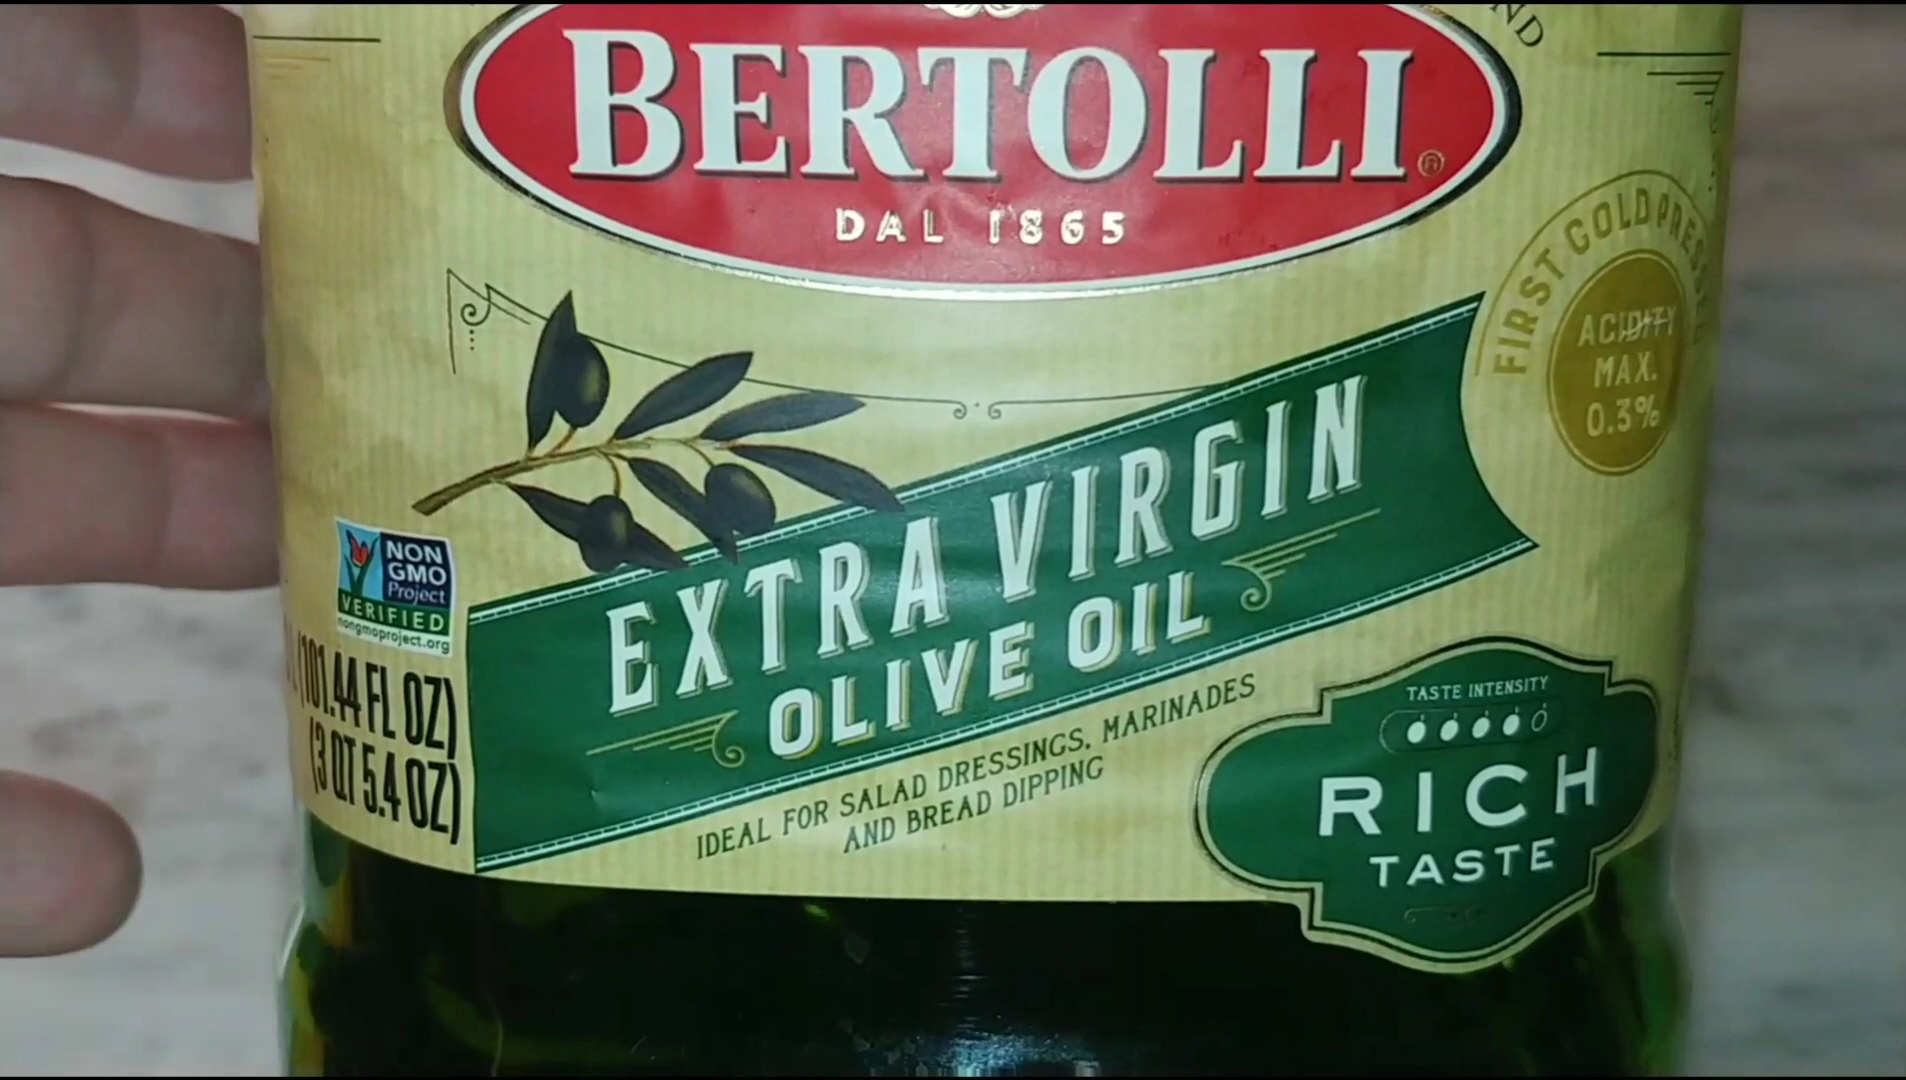 BERTOLLI®
DAL 1865
FIRST COLD PRESS
ACIDITY
MAX.
0.3%
NON
GMO
Project
VERIFIED
nongmoproject.org
(101.44 FL OZ)
(3 QT 5.4 OZ)
EXTRA VIRGIN
OLIVE OIL
IDEAL FOR SALAD DRESSINGS, MARINADES
AND BREAD DIPPING
TASTE INTENSITY
RICH
TASTE